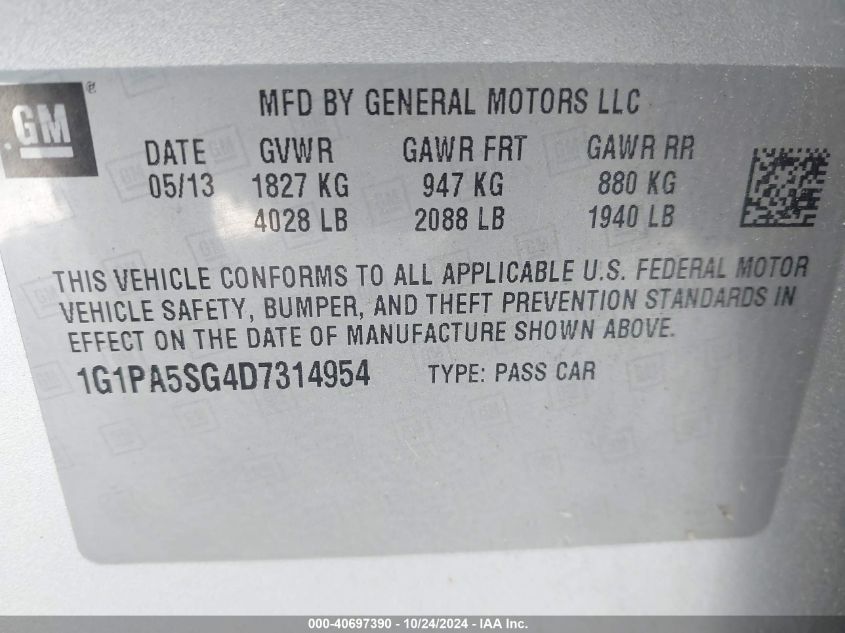 GM ®
MFD BY GENERAL MOTORS LLC
DATE GVWR GAWR FRT GAWR RR
05/13 1827 KG 947 KG 880 KG
4028 LB 2088 LB 1940 LB
THIS VEHICLE CONFORMS TO ALL APPLICABLE U.S. FEDERAL MOTOR
VEHICLE SAFETY, BUMPER, AND THEFT PREVENTION STANDARDS IN
EFFECT ON THE DATE OF MANUFACTURE SHOWN ABOVE.
1G1PA5SG4D7314954 TYPE: PASS CAR
000-40697390 - 10/24/2024 - IAA Inc.